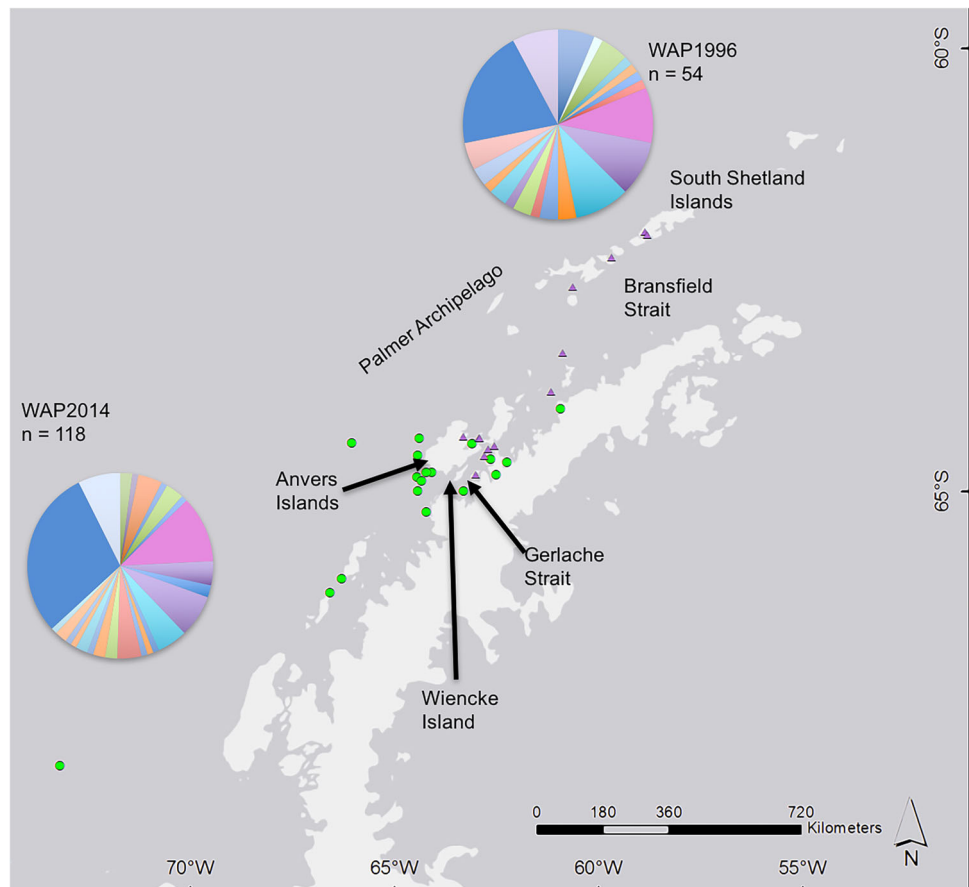 WAP1996
n = 54
60°S
South Shetland
Islands
Bransfield
Strait
Palmer Archipelago
WAP2014
n = 118
Anvers
Islands
65°S
Gerlache
Strait
Wiencke
Island
0 180 360 720
Kilometers
N
70°W 65°W 60°W 55°W